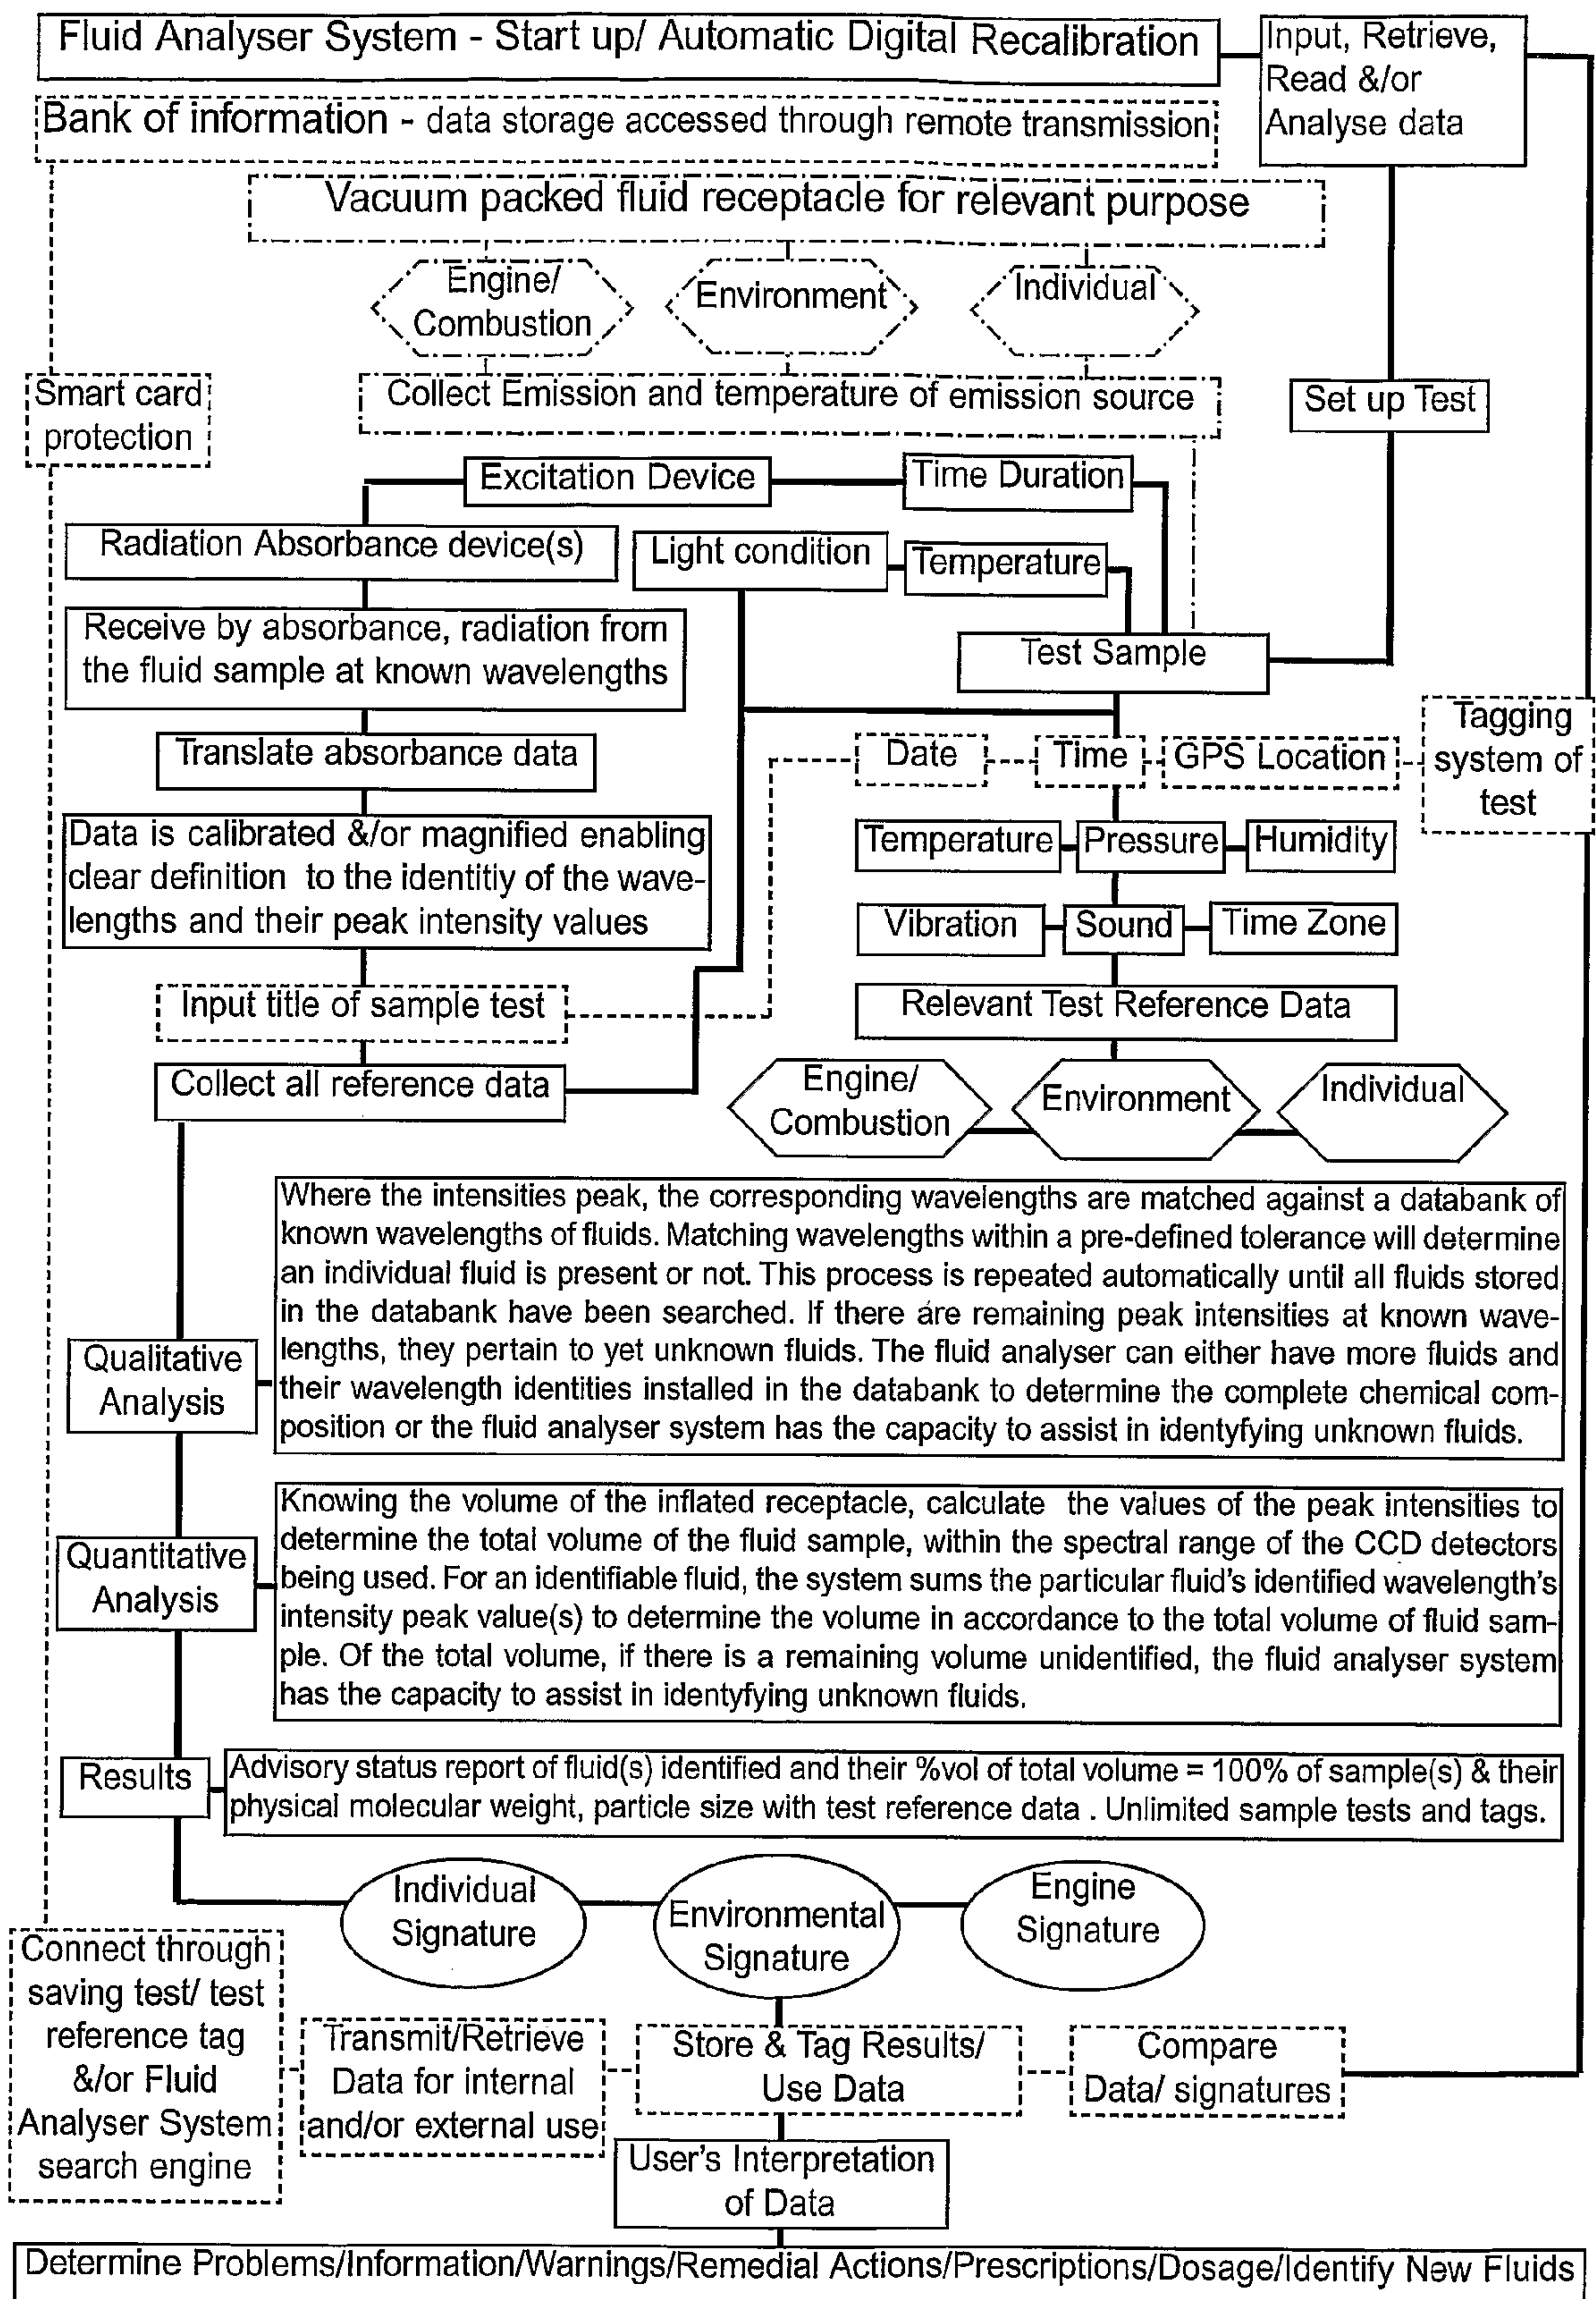 Fluid Analyser System - Start up/ Automatic Digital Recalibration
Input, Retrieve,
Read &/or
Analyse data
Bank of information - data storage accessed through remote transmission
Vacuum packed fluid receptacle for relevant purpose
Engine/
Combustion
Environment
Individual
Smart card
protection
Collect Emission and temperature of emission source
Set up Test
Excitation Device
Time Duration
Radiation Absorbance device(s)
Light condition
Temperature
Receive by absorbance, radiation from
the fluid sample at known wavelengths
Test Sample
Translate absorbance data
Date
Time
GPS Location
Tagging
system of
test
Data is calibrated &/or magnified enabling
clear definition to the identitiy of the wave-
lengths and their peak intensity values
Temperature
Pressure
Humidity
Vibration
Sound
Time Zone
Input title of sample test
Relevant Test Reference Data
Collect all reference data
Engine/
Combustion
Environment
Individual
Where the intensities peak, the corresponding wavelengths are matched against a databank of
known wavelengths of fluids. Matching wavelengths within a pre-defined tolerance will determine
an individual fluid is present or not. This process is repeated automatically until all fluids stored
in the databank have been searched. If there are remaining peak intensities at known wave-
lengths, they pertain to yet unknown fluids. The fluid analyser can either have more fluids and
their wavelength identities installed in the databank to determine the complete chemical com-
position or the fluid analyser system has the capacity to assist in identyfying unknown fluids.
Qualitative
Analysis
Knowing the volume of the inflated receptacle, calculate the values of the peak intensities to
determine the total volume of the fluid sample, within the spectral range of the CCD detectors
being used. For an identifiable fluid, the system sums the particular fluid's identified wavelength's
intensity peak value(s) to determine the volume in accordance to the total volume of fluid sam-
ple. Of the total volume, if there is a remaining volume unidentified, the fluid analyser system
has the capacity to assist in identyfying unknown fluids.
Quantitative
Analysis
Results
Advisory status report of fluid(s) identified and their %vol of total volume = 100% of sample(s) & their
physical molecular weight, particle size with test reference data . Unlimited sample tests and tags.
Individual
Signature
Environmental
Signature
Engine
Signature
Connect through
saving test/ test
reference tag
&/or Fluid
Analyser System
search engine
Transmit/Retrieve
Data for internal
and/or external use
Store & Tag Results/
Use Data
Compare
Data/ signatures
User's Interpretation
of Data
Determine Problems/Information/Warnings/Remedial Actions/Prescriptions/Dosage/Identify New Fluids